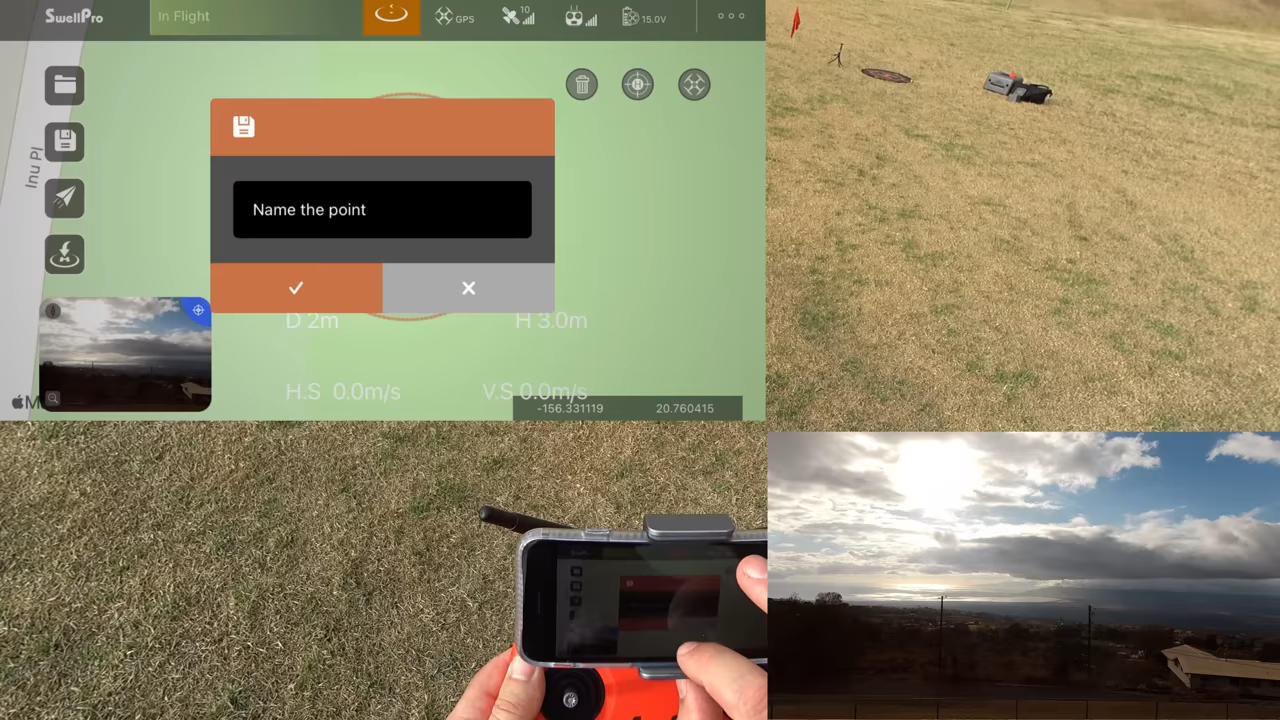 SwellPro
In Flight
GPS
10
15.0V
Inu Pl
Name the point
D 2m
H 3.0m
H.S 0.0m/s
V.S 0.0m/s
M
-156.331119
20.760415